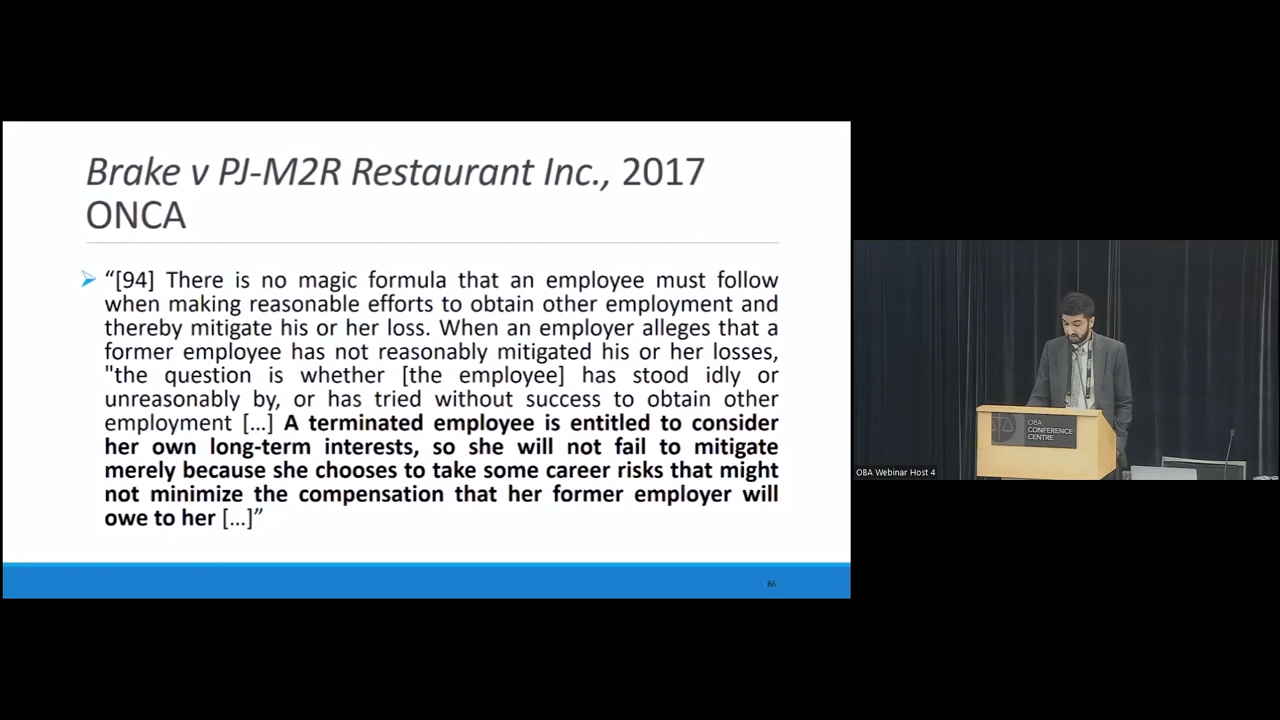 Brake v PJ-M2R Restaurant Inc., 2017
ONCA
“[94] There is no magic formula that an employee must follow
when making reasonable efforts to obtain other employment and
thereby mitigate his or her loss. When an employer alleges that a
former employee has not reasonably mitigated his or her losses,
"the question is whether [the employee] has stood idly or
unreasonably by, or has tried without success to obtain other
employment […] A terminated employee is entitled to consider
her own long-term interests, so she will not fail to mitigate
merely because she chooses to take some career risks that might
not minimize the compensation that her former employer will
owe to her […]”
86
OBA
CONFERENCE
CENTRE
OBA Webinar Host 4